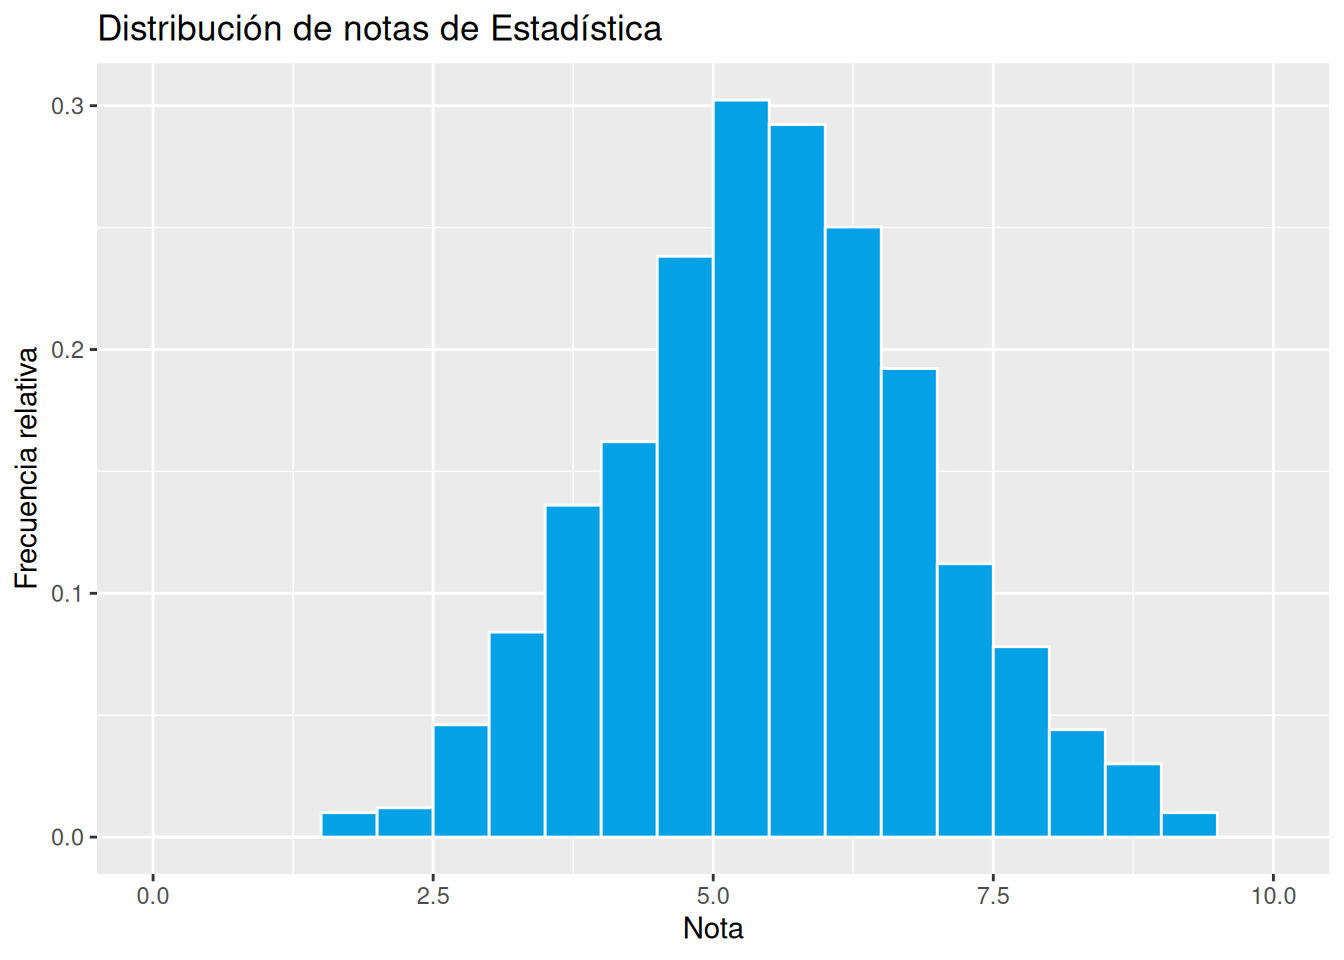 Distribución de notas de Estadística
Frecuencia relativa
0.3
0.2
0.1
0.0
0.0 2.5 5.0 7.5 10.0
Nota